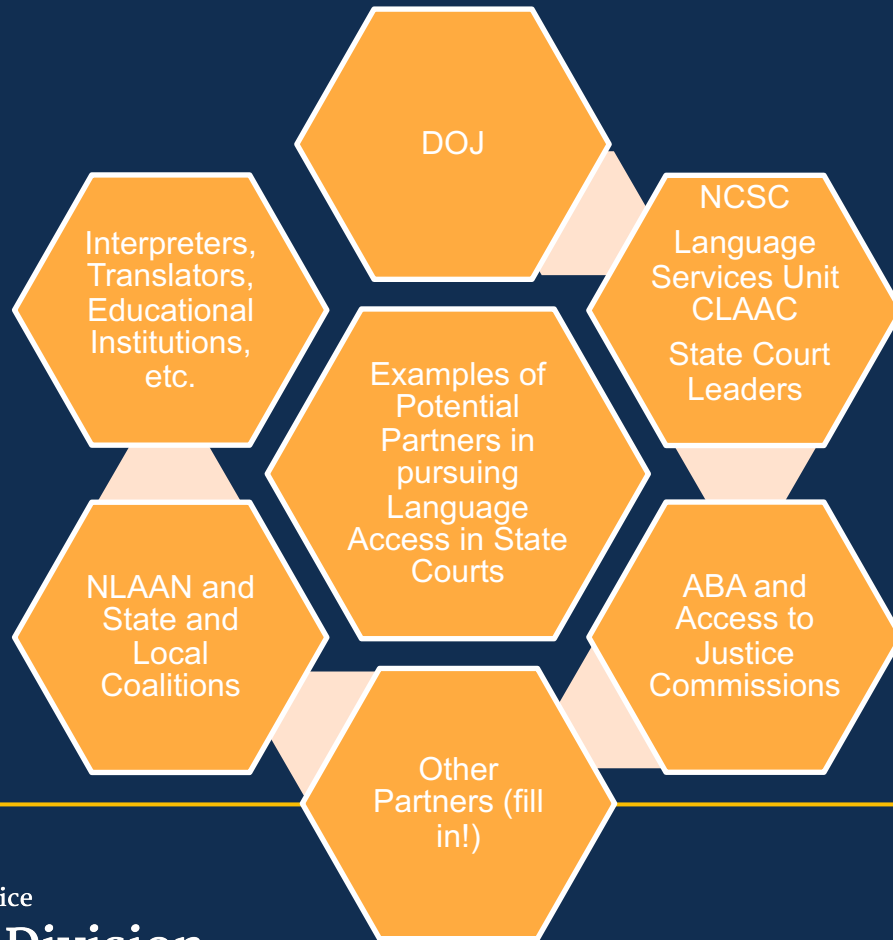 DOJ
NCSC
Language
Services Unit
CLAAC
State Court
Leaders
Interpreters,
Translators,
Educational
Institutions,
etc.
Examples of
Potential
Partners in
pursuing
Language
Access in State
Courts
ABA and
Access to
Justice
Commissions
NLAAN and
State and
Local
Coalitions
Other
Partners (fill
in!)
ice
Division